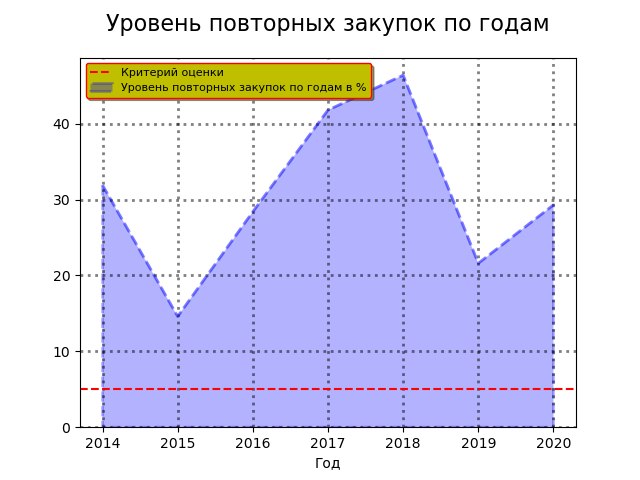 Уровень повторных закупок по годам
Критерий оценки
Уровень повторных закупок по годам в %
40
30
20
10
0
2014 2015 2016 2017 2018 2019 2020
Год